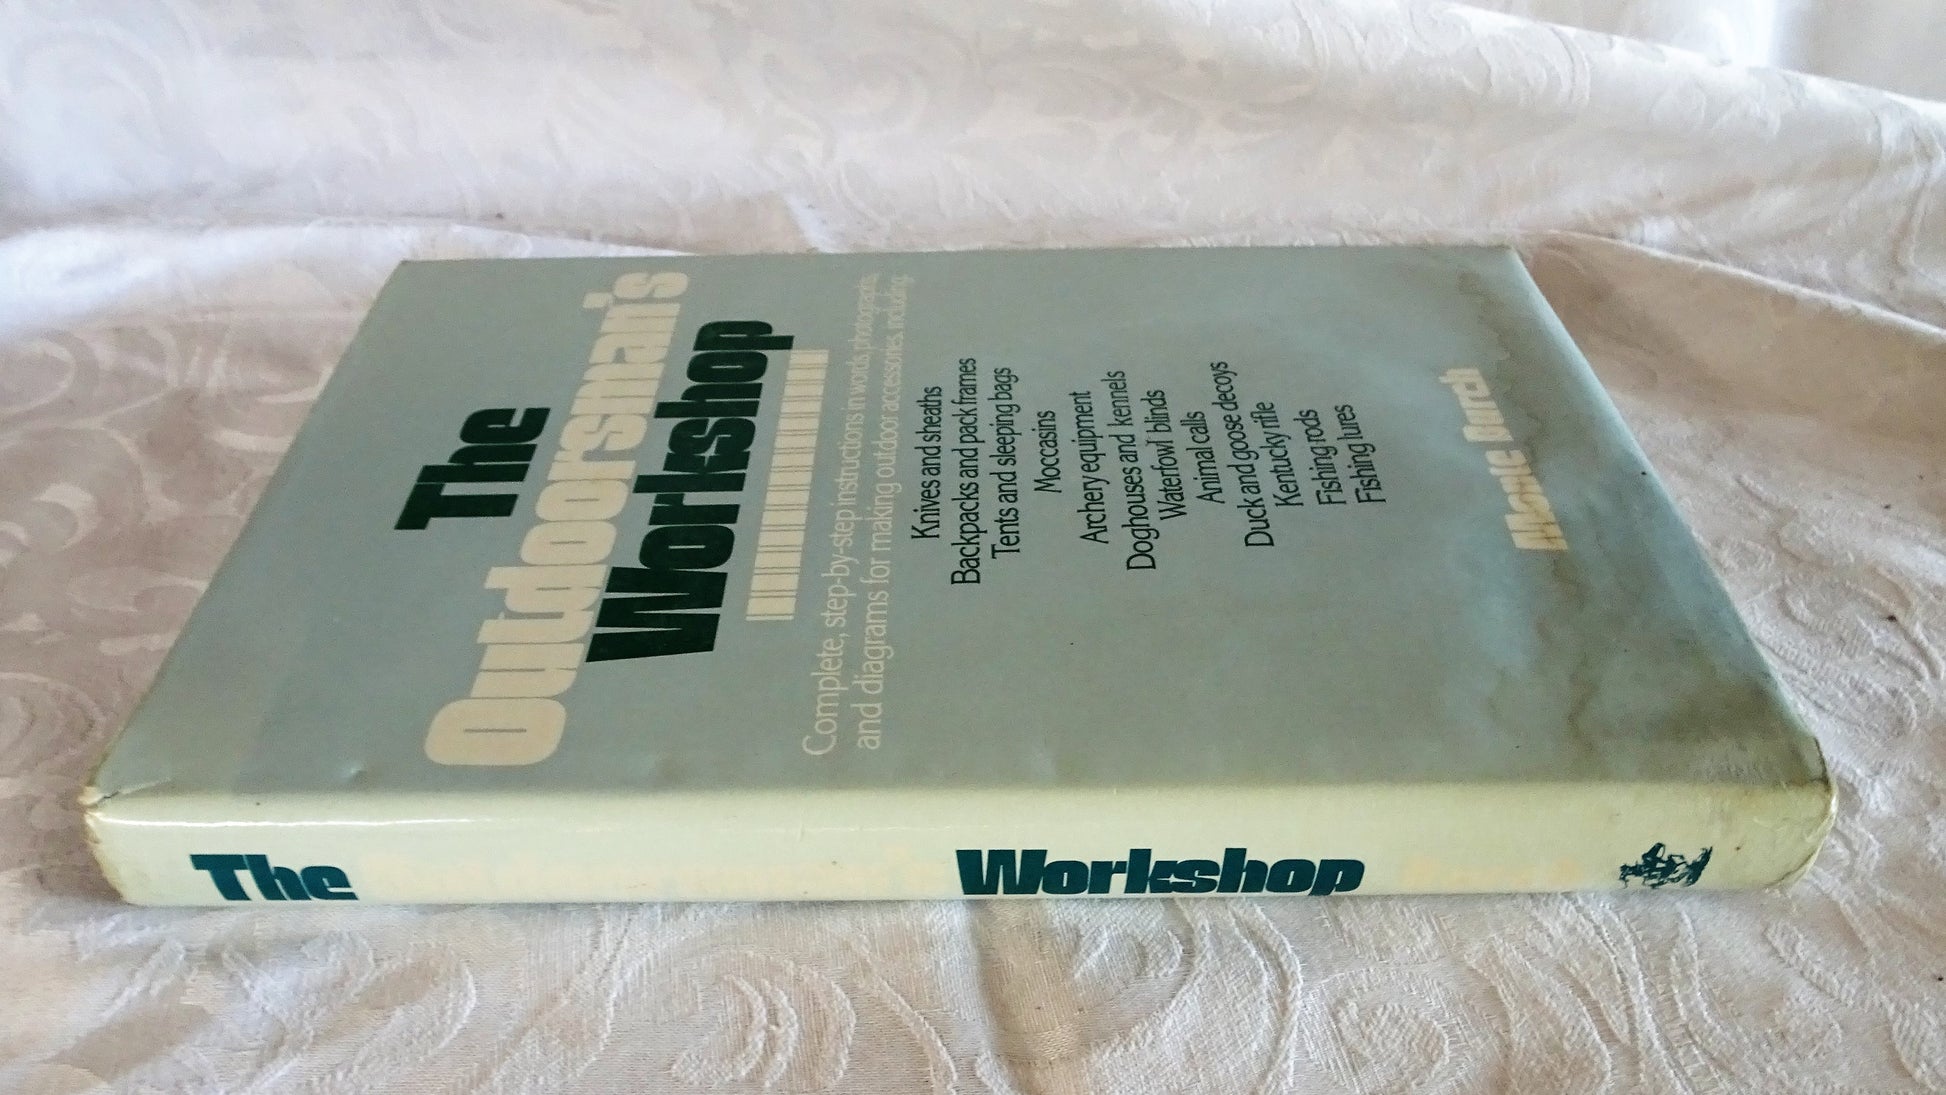 The
Outdoorsman's
Workshop
Complete, step-by-step instructions in words, photographs,
and diagrams for making outdoor accessories, including:
Knives and sheaths
Backpacks and pack frames
Tents and sleeping bags
Moccasins
Archery equipment
Doghouses and kennels
Waterfowl blinds
Animal calls
Duck and goose decoys
Kentucky rifle
Fishing rods
Fishing lures
Monte Burch
The Workshop